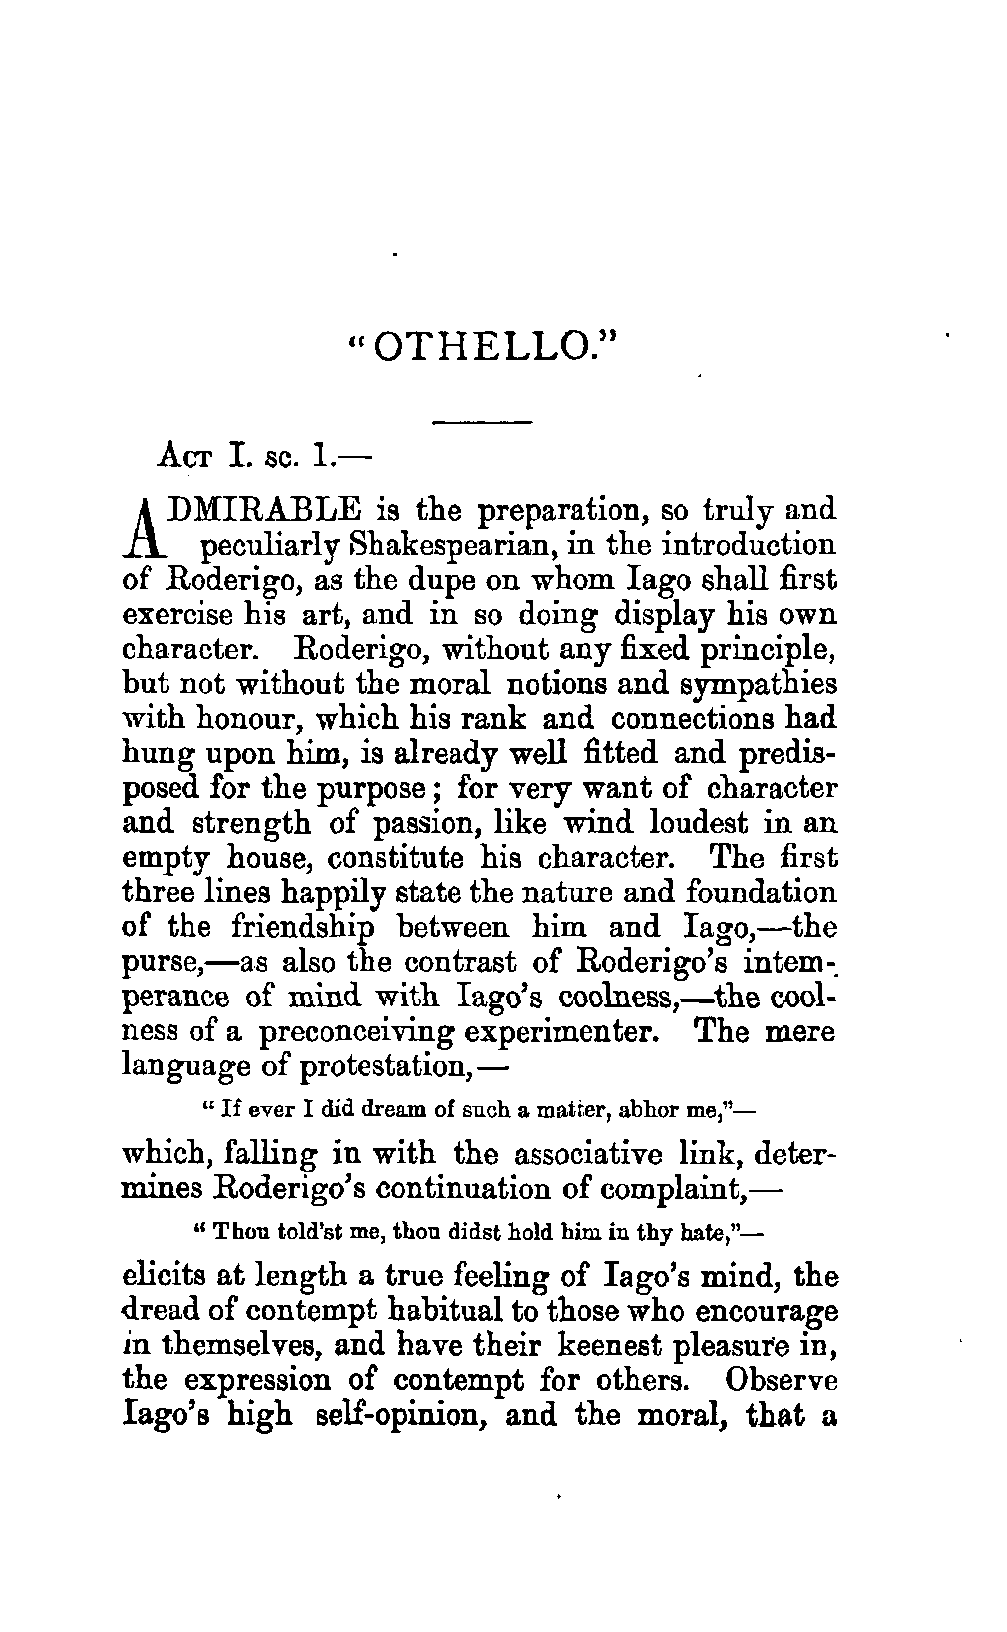 "OTHELLO."
ACT I. sc. 1.—
ADMIRABLE is the preparation, so truly and
peculiarly Shakespearian, in the introduction
of Roderigo, as the dupe on whom Iago shall first
exercise his art, and in so doing display his own
character. Roderigo, without any fixed principle,
but not without the moral notions and sympathies
with honour, which his rank and connections had
hung upon him, is already well fitted and predis-
posed for the purpose; for very want of character
and strength of passion, like wind loudest in an
empty house, constitute his character. The first
three lines happily state the nature and foundation
of the friendship between him and Iago,—the
purse,—as also the contrast of Roderigo's intem-
perance of mind with Iago's coolness,—the cool-
ness of a preconceiving experimenter. The mere
language of protestation,—
"If ever I did dream of such a matter, abhor me,"—
which, falling in with the associative link, deter-
mines Roderigo's continuation of complaint,—
"Thou told'st me, thou didst hold him in thy hate,"—
elicits at length a true feeling of Iago's mind, the
dread of contempt habitual to those who encourage
in themselves, and have their keenest pleasure in,
the expression of contempt for others. Observe
Iago's high self-opinion, and the moral, that a